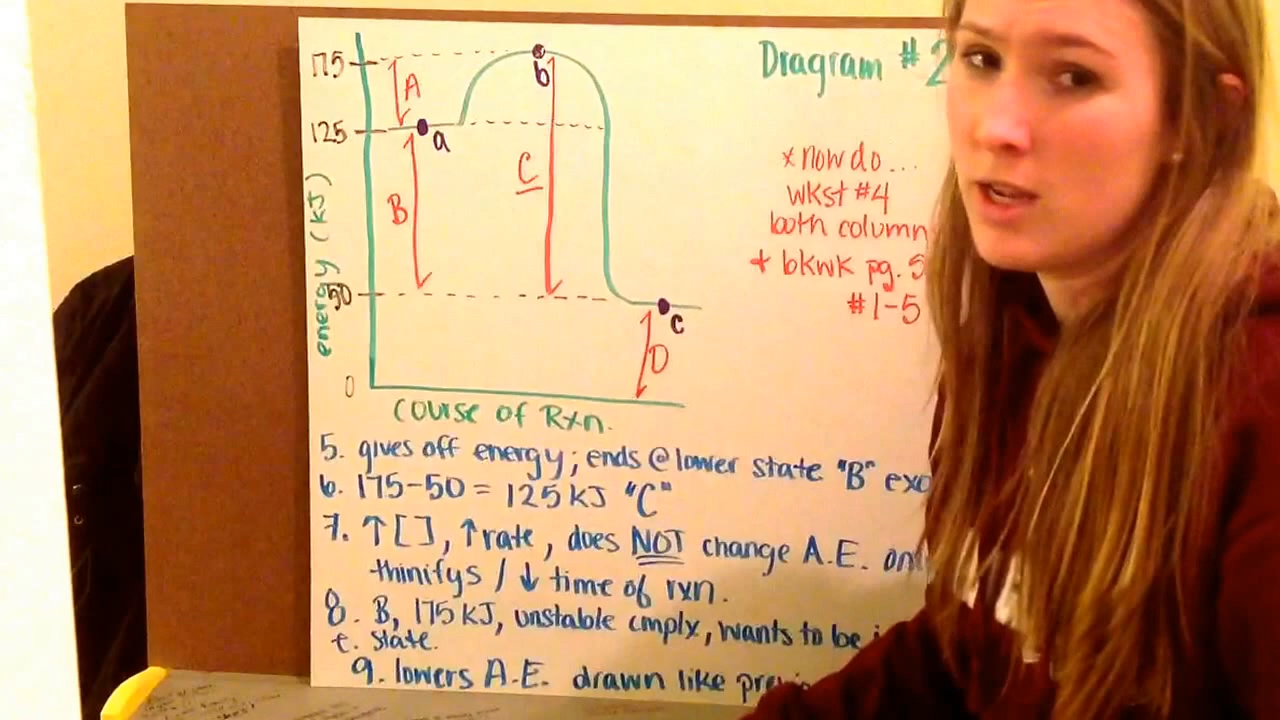 Diagram # 2
175
A
b
125
a
C
B
energy (kJ)
50
c
D
0
course of Rxn.
* now do ...
wkst #4
both column
+ bkwk pg. 5
#1-5
5. gives off energy; ends @ lower state "B" exo
6. 175-50 = 125 KJ "C"
7. ↑[ ], ↑rate, does NOT change A.E. only
thinifys / ↓ time of rxn.
8. B, 175 KJ, unstable cmplx, wants to be
e. state.
9. lowers A.E. drawn like previ